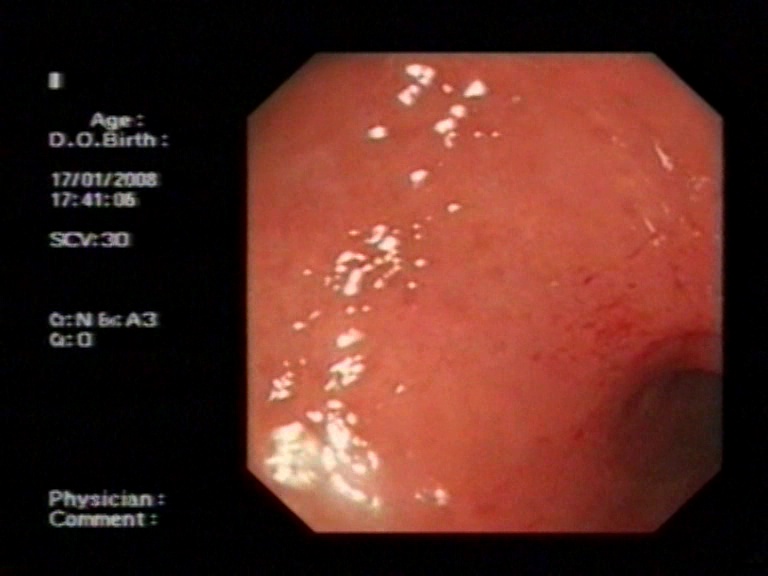 Age:
D.O.Birth:
17/01/2008
17:41:06
SCV:30
Physician:
Comment: